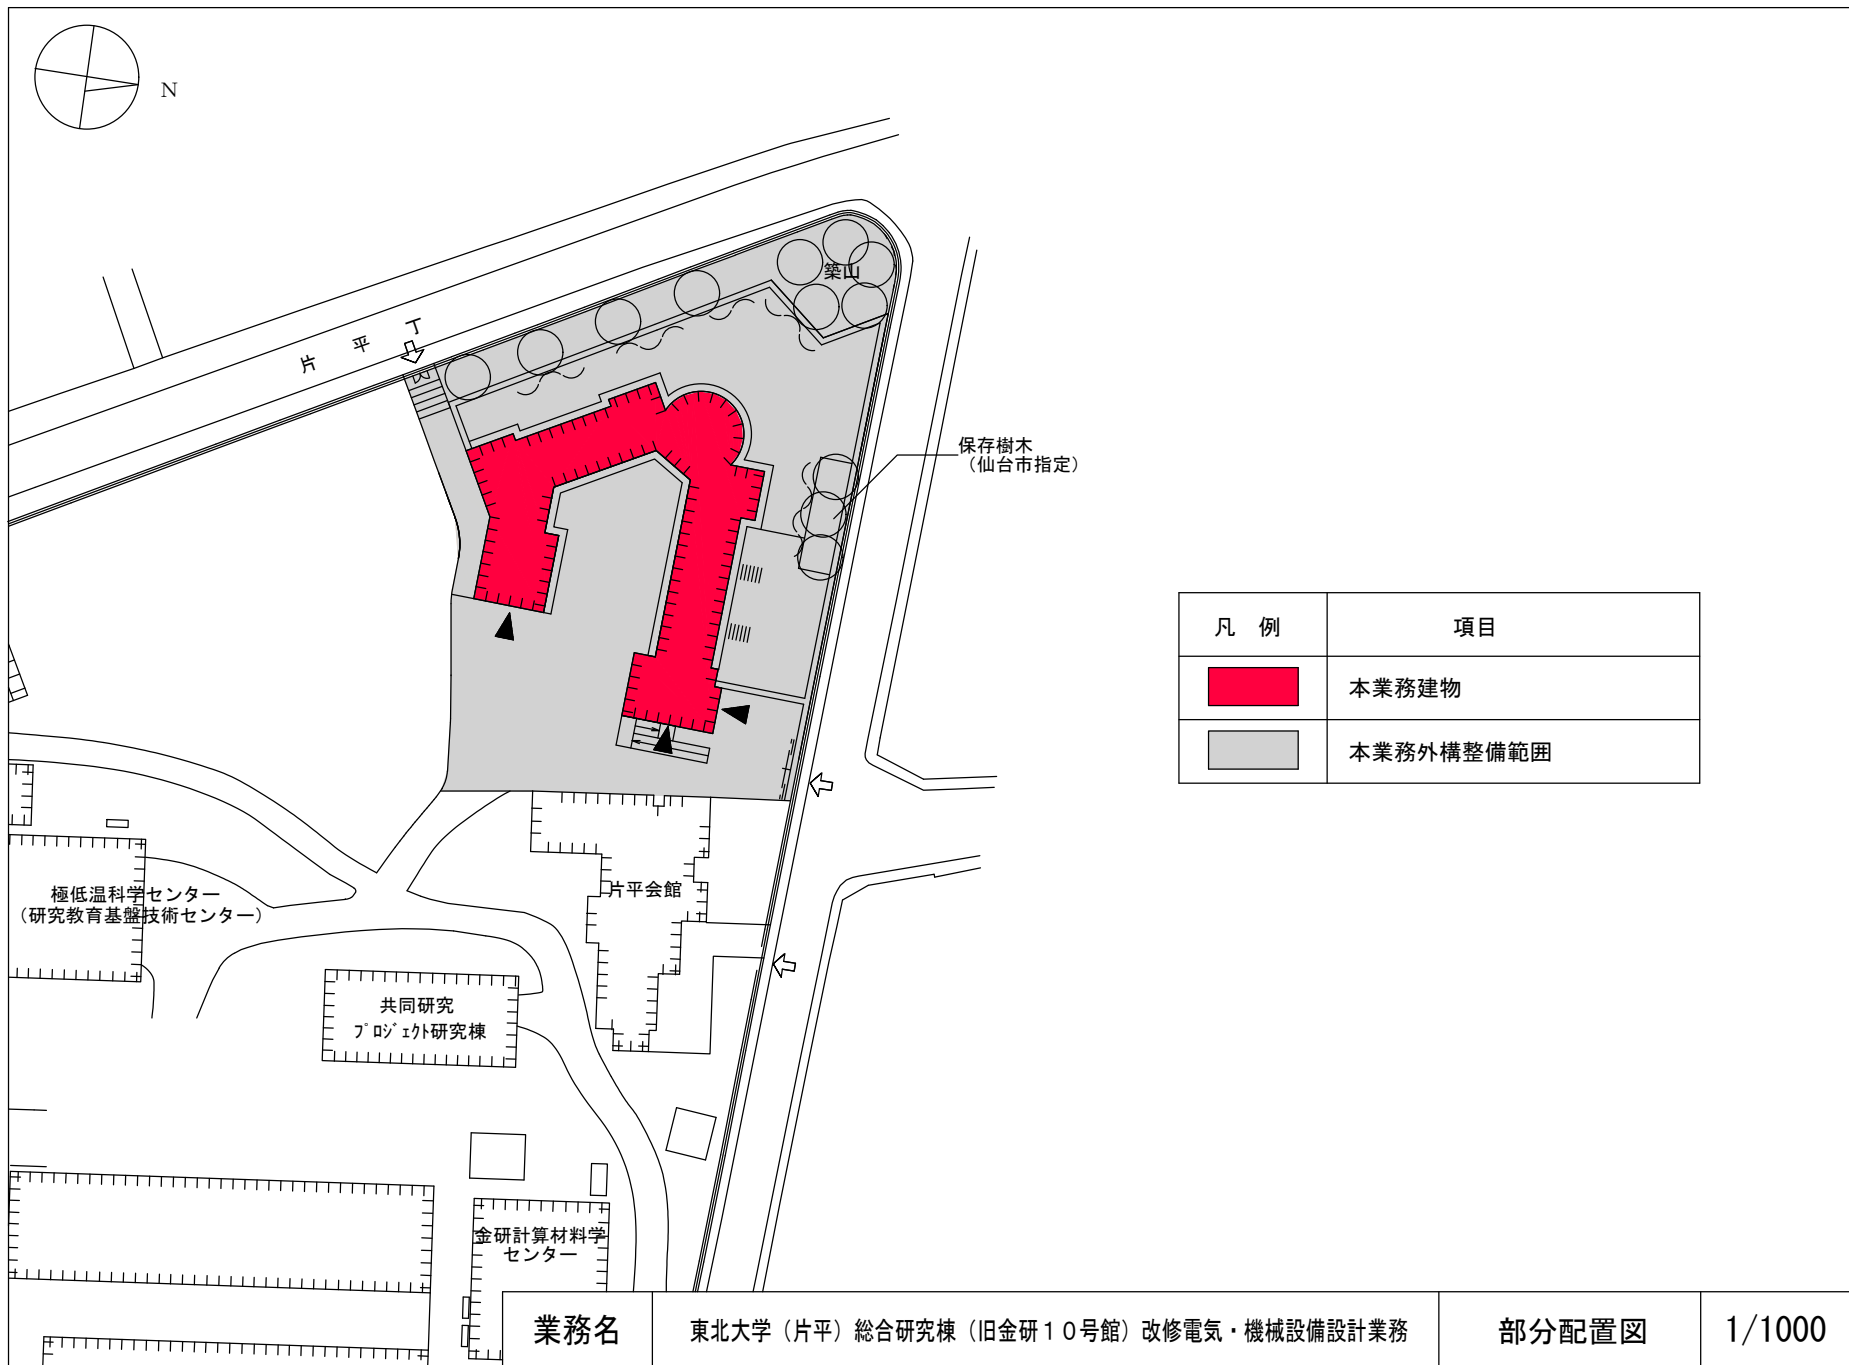 N
片平丁
築山
保存樹木
（仙台市指定）
凡　例
項目
本業務建物
本業務外構整備範囲
極低温科学センター
（研究教育基盤技術センター）
片平会館
共同研究
ﾌﾟﾛｼﾞｪｸﾄ研究棟
金研計算材料学
センター
業務名
東北大学（片平）総合研究棟（旧金研１０号館）改修電気・機械設備設計業務
部分配置図
1/1000